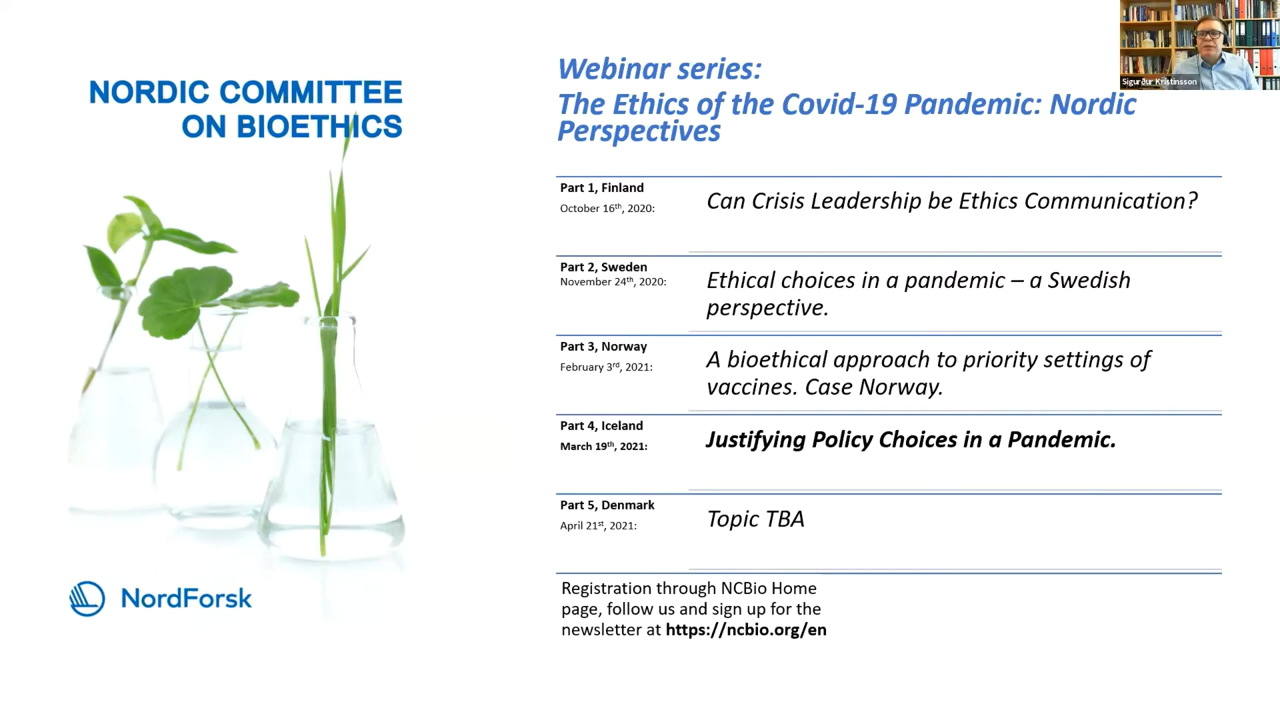 NORDIC COMMITTEE
ON BIOETHICS
NordForsk
Sigurður Kristinsson
Webinar series:
The Ethics of the Covid-19 Pandemic: Nordic
Perspectives
Part 1, Finland
October 16th, 2020:
Can Crisis Leadership be Ethics Communication?
Part 2, Sweden
November 24th, 2020:
Ethical choices in a pandemic – a Swedish
perspective.
Part 3, Norway
February 3rd, 2021:
A bioethical approach to priority settings of
vaccines. Case Norway.
Part 4, Iceland
March 19th, 2021:
Justifying Policy Choices in a Pandemic.
Part 5, Denmark
April 21st, 2021:
Topic TBA
Registration through NCBio Home
page, follow us and sign up for the
newsletter at https://ncbio.org/en